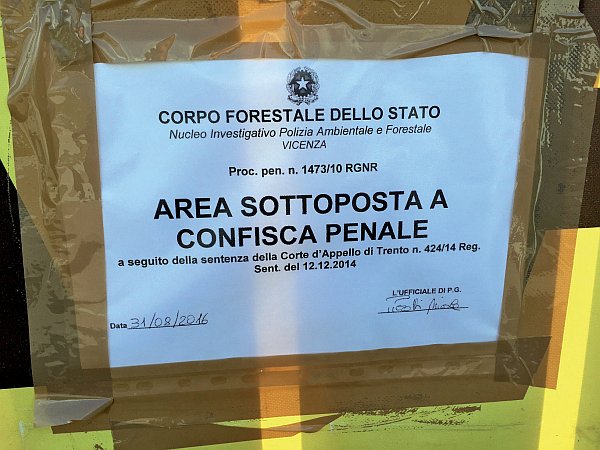 CORPO FORESTALE DELLO STATO
Nucleo Investigativo Polizia Ambientale e Forestale
VICENZA
Proc. pen. n. 1473/10 RGNR
AREA SOTTOPOSTA A
CONFISCA PENALE
a seguito della sentenza della Corte d'Appello di Trento n. 424/14 Reg.
Sent. del 12.12.2014
L'UFFICIALE DI P.G.
Data 31/08/2016